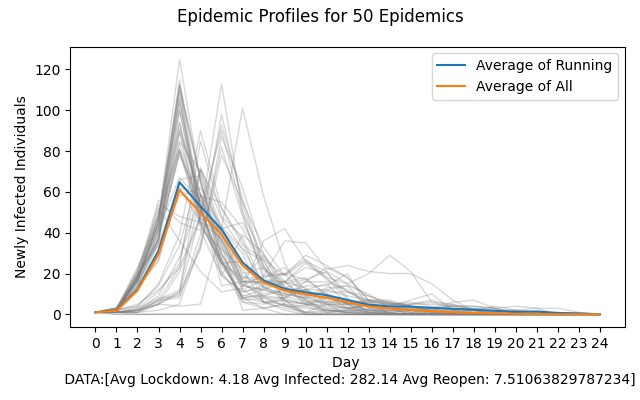 Epidemic Profiles for 50 Epidemics
Average of Running
Average of All
Newly Infected Individuals
120
100
80
60
40
20
0
0 1 2 3 4 5 6 7 8 9 10 11 12 13 14 15 16 17 18 19 20 21 22 23 24
Day
DATA:[Avg Lockdown: 4.18 Avg Infected: 282.14 Avg Reopen: 7.51063829787234]